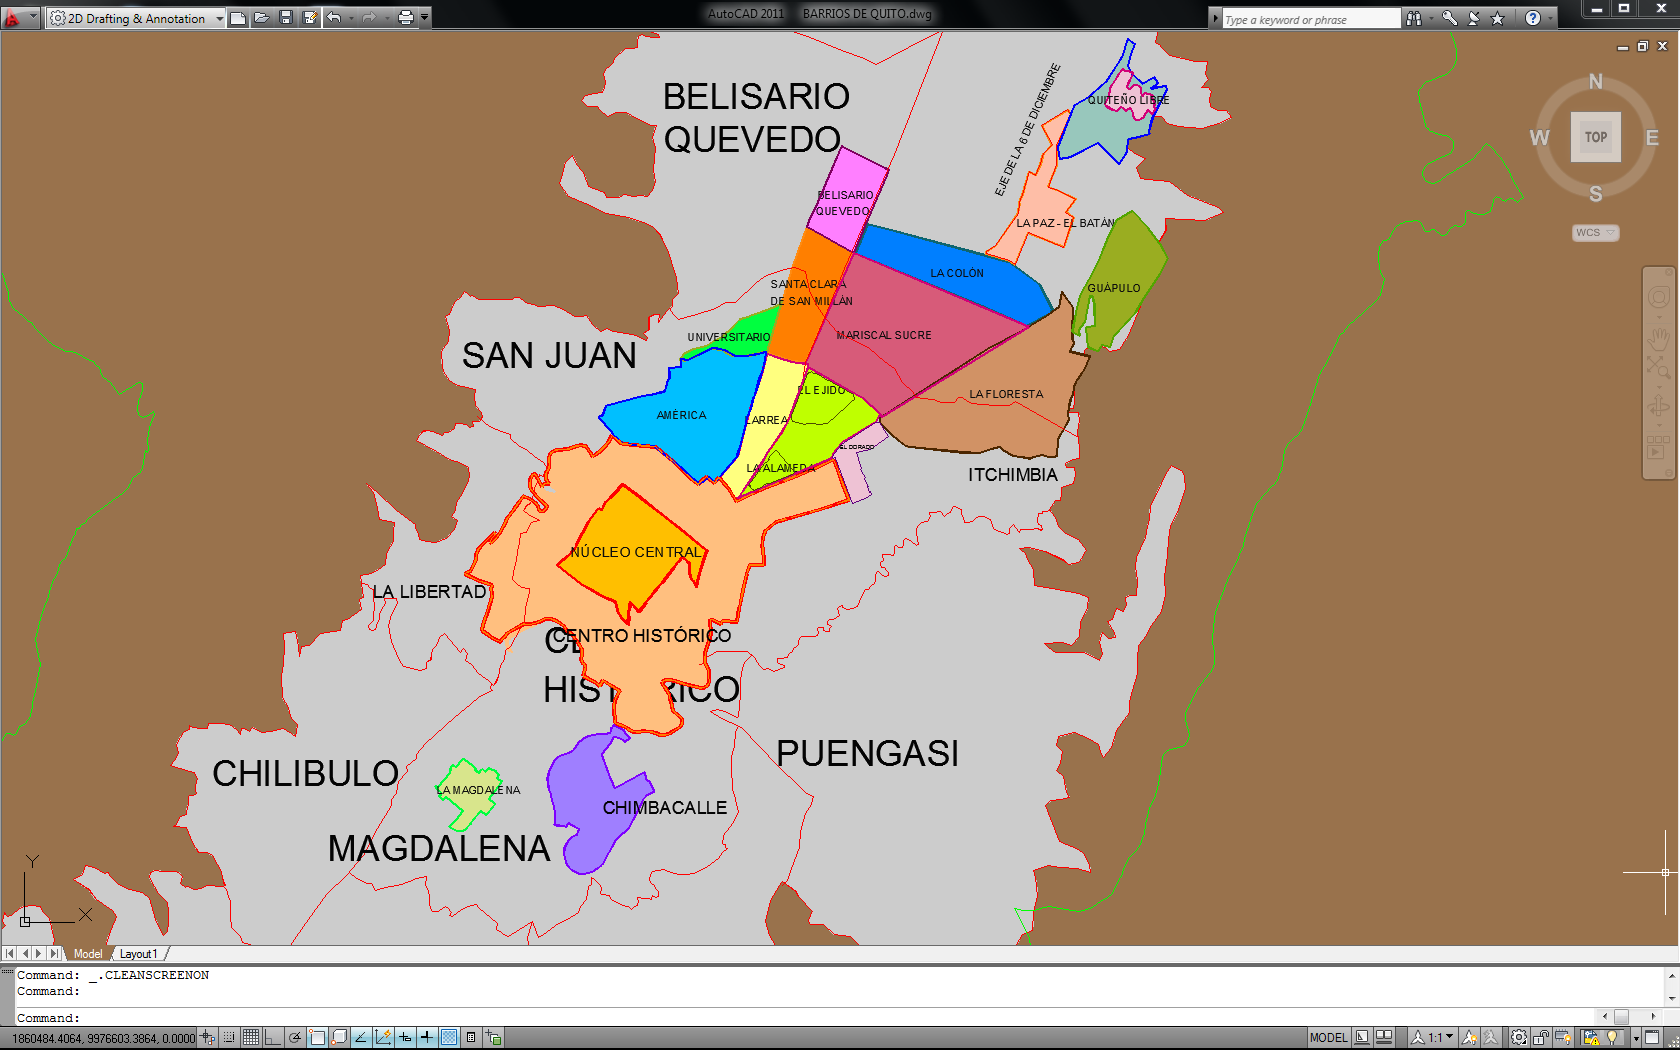 2D Drafting & Annotation
AutoCAD 2011 BARRIOS DE QUITO.dwg
Type a keyword or phrase
BELISARIO
QUEVEDO
EJE DE LA 6 DE DICIEMBRE
QUITEÑO LIBRE
N
W
TOP
E
S
WCS
BELISARIO
QUEVEDO
LA PAZ - EL BATÁN
LA COLÓN
GUÁPULO
SANTA CLARA
DE SAN MILLÁN
UNIVERSITARIO
MARISCAL SUCRE
SAN JUAN
EL EJIDO
LA FLORESTA
AMÉRICA
LARREA
EL DORADO
LA ALAMEDA
ITCHIMBIA
NÚCLEO CENTRAL
LA LIBERTAD
CENTRO HISTÓRICO
PUENGASI
CHILIBULO
LA MAGDALENA
CHIMBACALLE
MAGDALENA
Y
X
Model
Layout1
Command: _.CLEANSCREENON
Command:
Command:
1860484.4064, 9976603.3864, 0.0000
MODEL
1:1